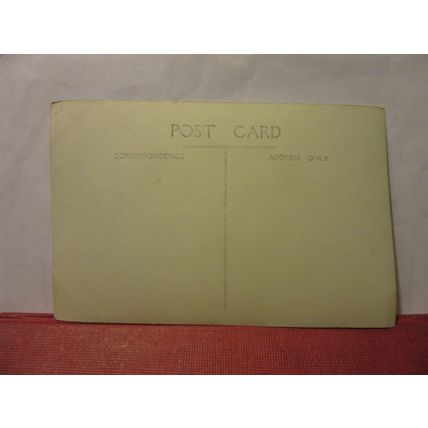 POST CARD
CORRESPONDENCE
ADDRESS ONLY